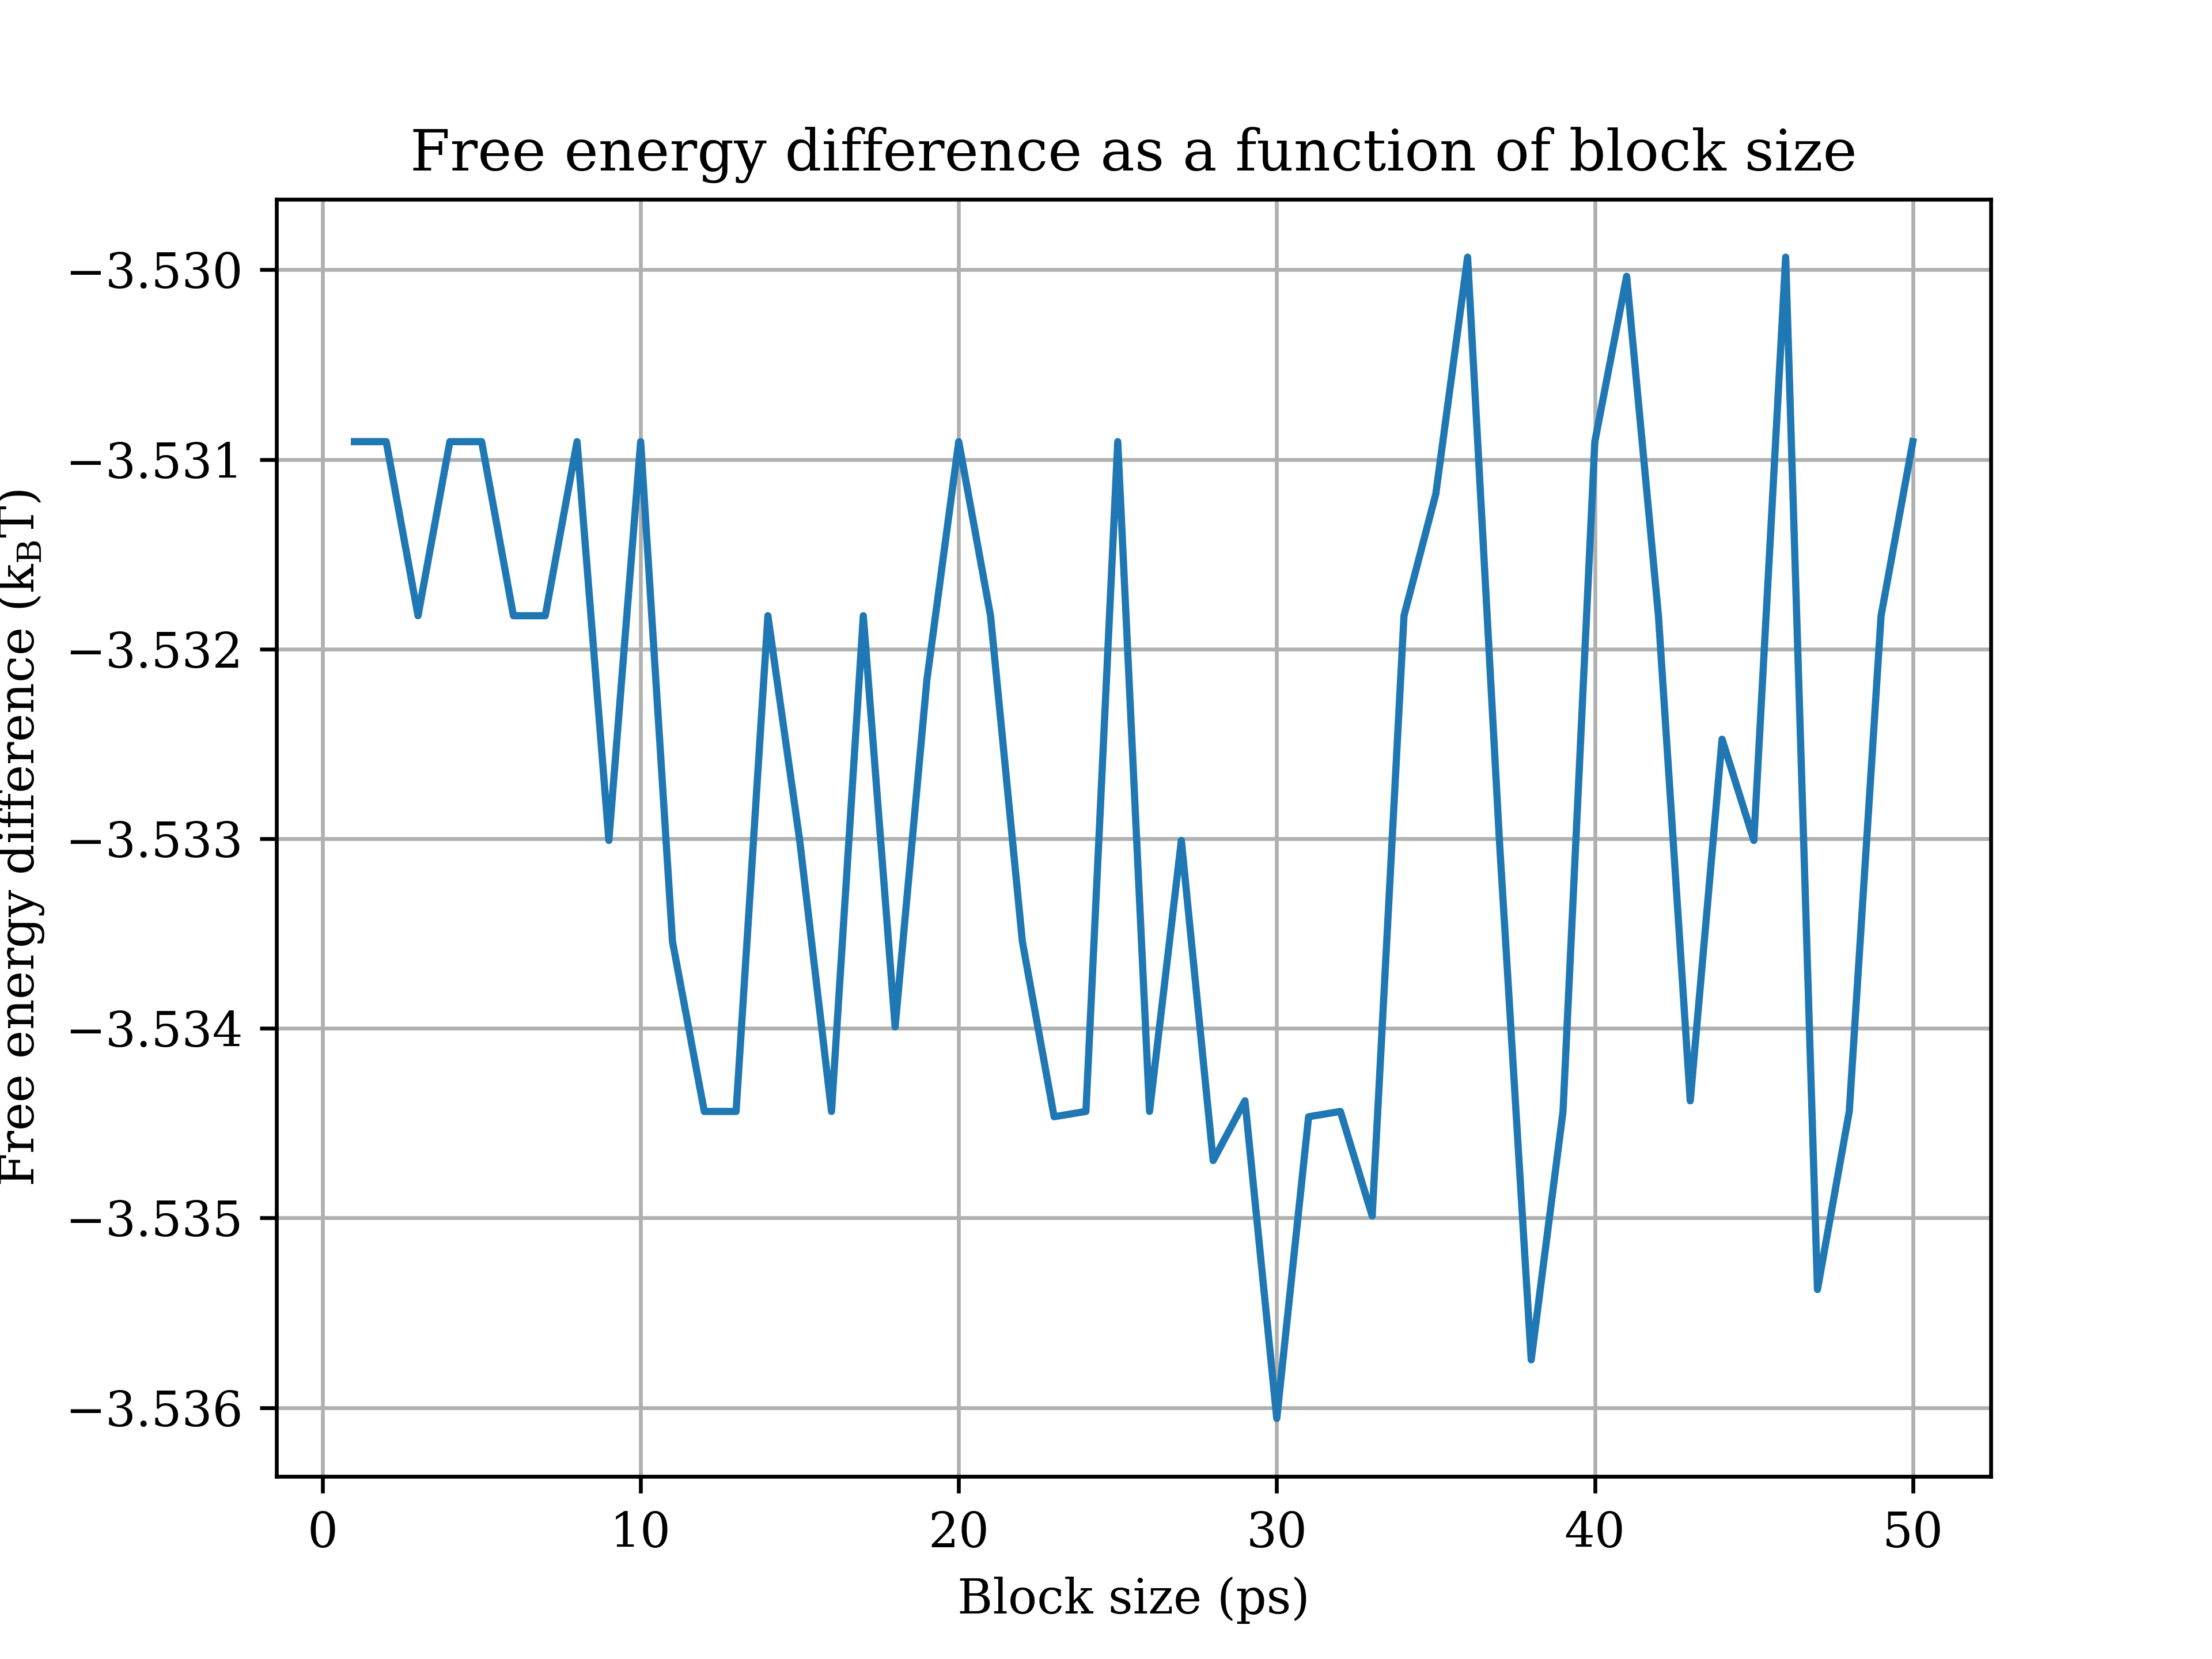 Free energy difference as a function of block size
Free energy difference (kBT)
−3.530
−3.531
−3.532
−3.533
−3.534
−3.535
−3.536
0 10 20 30 40 50
Block size (ps)